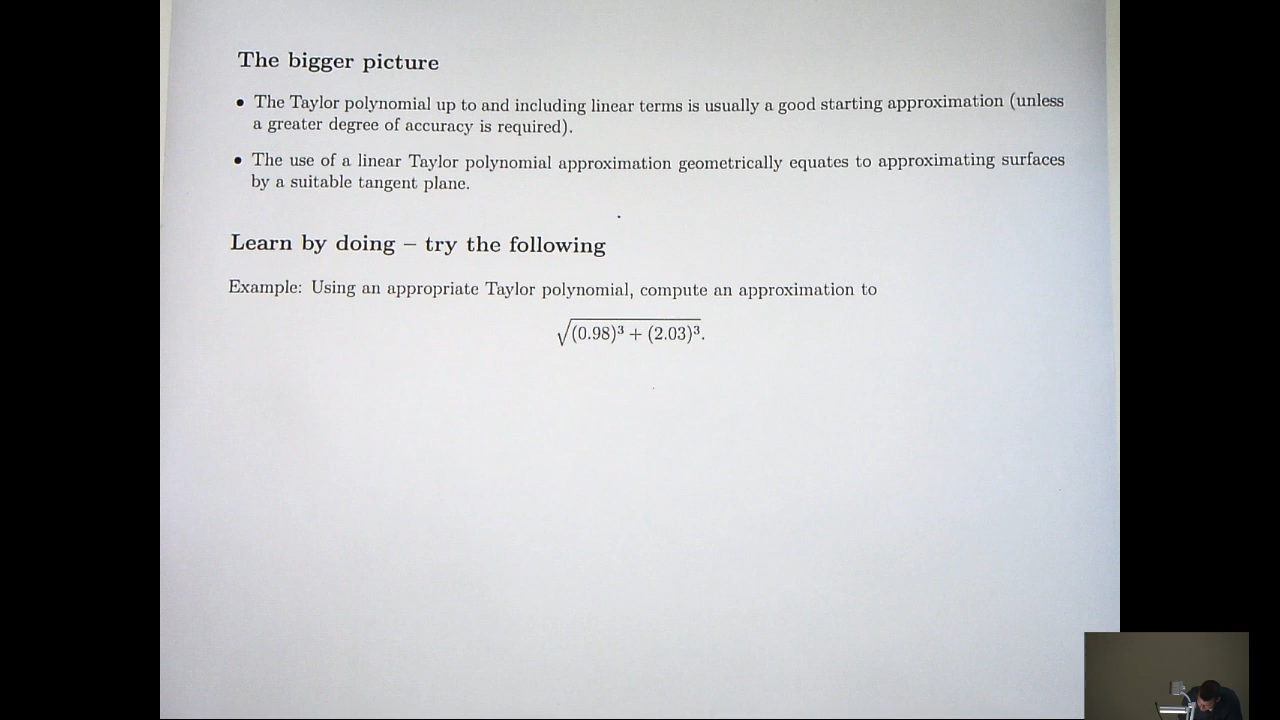 The bigger picture
• The Taylor polynomial up to and including linear terms is usually a good starting approximation (unless
a greater degree of accuracy is required).
• The use of a linear Taylor polynomial approximation geometrically equates to approximating surfaces
by a suitable tangent plane.
Learn by doing – try the following
Example: Using an appropriate Taylor polynomial, compute an approximation to
√(0.98)³ + (2.03)³.